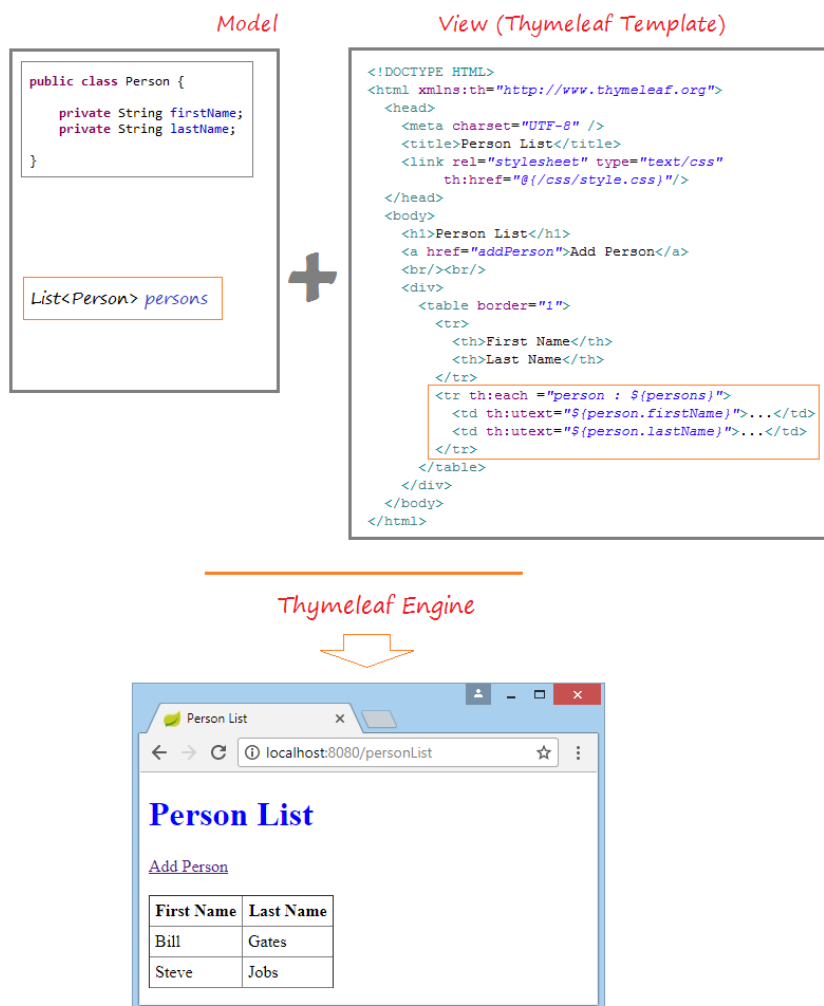 Model
View (Thymeleaf Template)
public class Person {
private String firstName;
private String lastName;
}
List<Person> persons
<!DOCTYPE HTML>
<html xmlns:th="http://www.thymeleaf.org">
<head>
<meta charset="UTF-8" />
<title>Person List</title>
<link rel="stylesheet" type="text/css"
th:href="@{/css/style.css}"/>
</head>
<body>
<h1>Person List</h1>
<a href="addPerson">Add Person</a>
<br/><br/>
<div>
<table border="1">
<tr>
<th>First Name</th>
<th>Last Name</th>
</tr>
<tr th:each ="person : ${persons}">
<td th:utext="${person.firstName}">...</td>
<td th:utext="${person.lastName}">...</td>
</tr>
</table>
</div>
</body>
</html>
Thymeleaf Engine
Person List
localhost:8080/personList
Person List
Add Person
First Name Last Name
Bill Gates
Steve Jobs